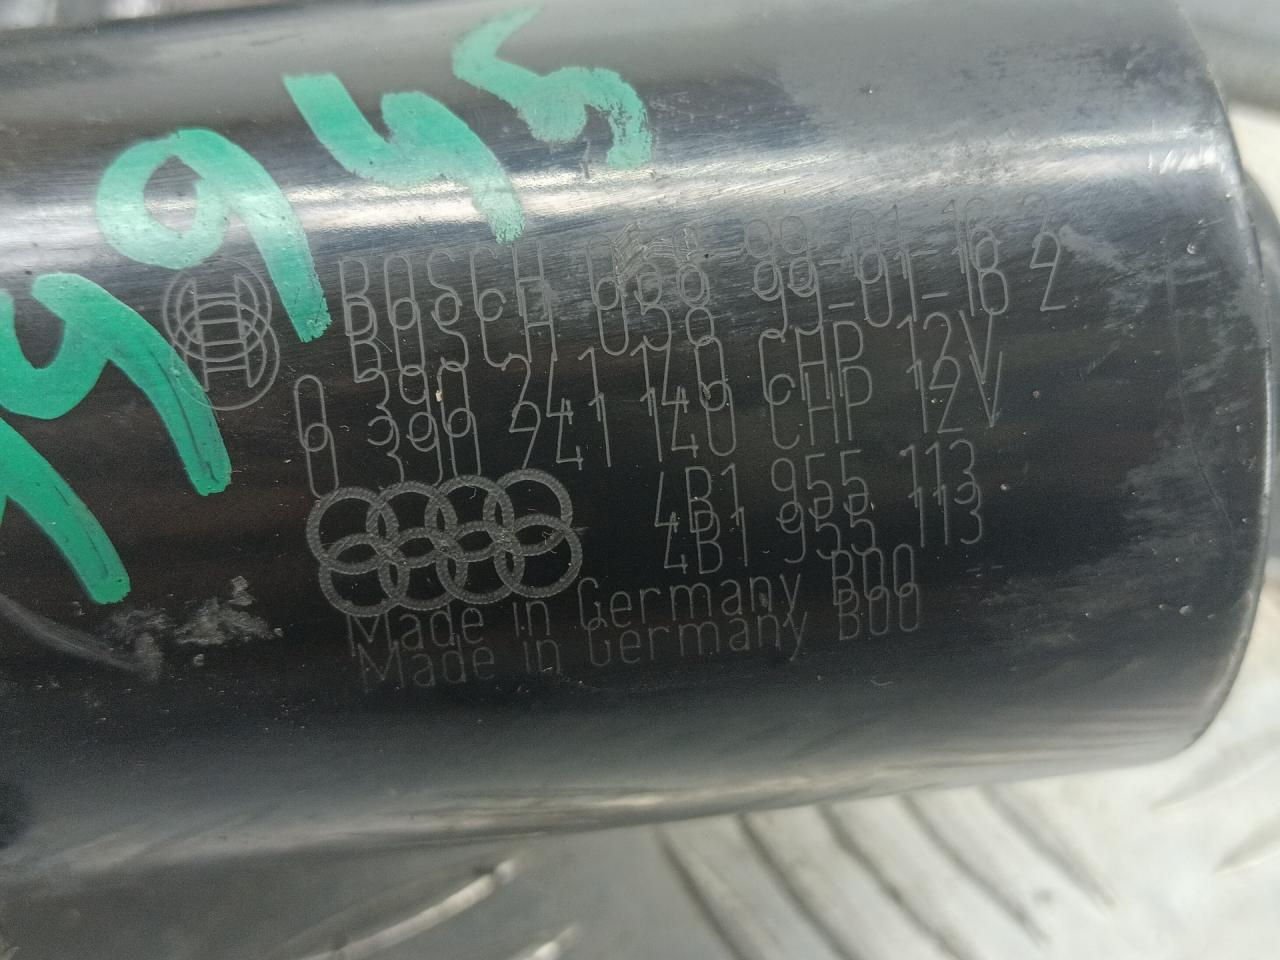 BOSCH 058 99-01-16 2
BOSCH 058 99-01-16 2
0 390 241 140 CHP 12V
0 390 241 140 CHP 12V
4B1 955 113
4B1 955 113
Made in Germany B00
Made in Germany B00